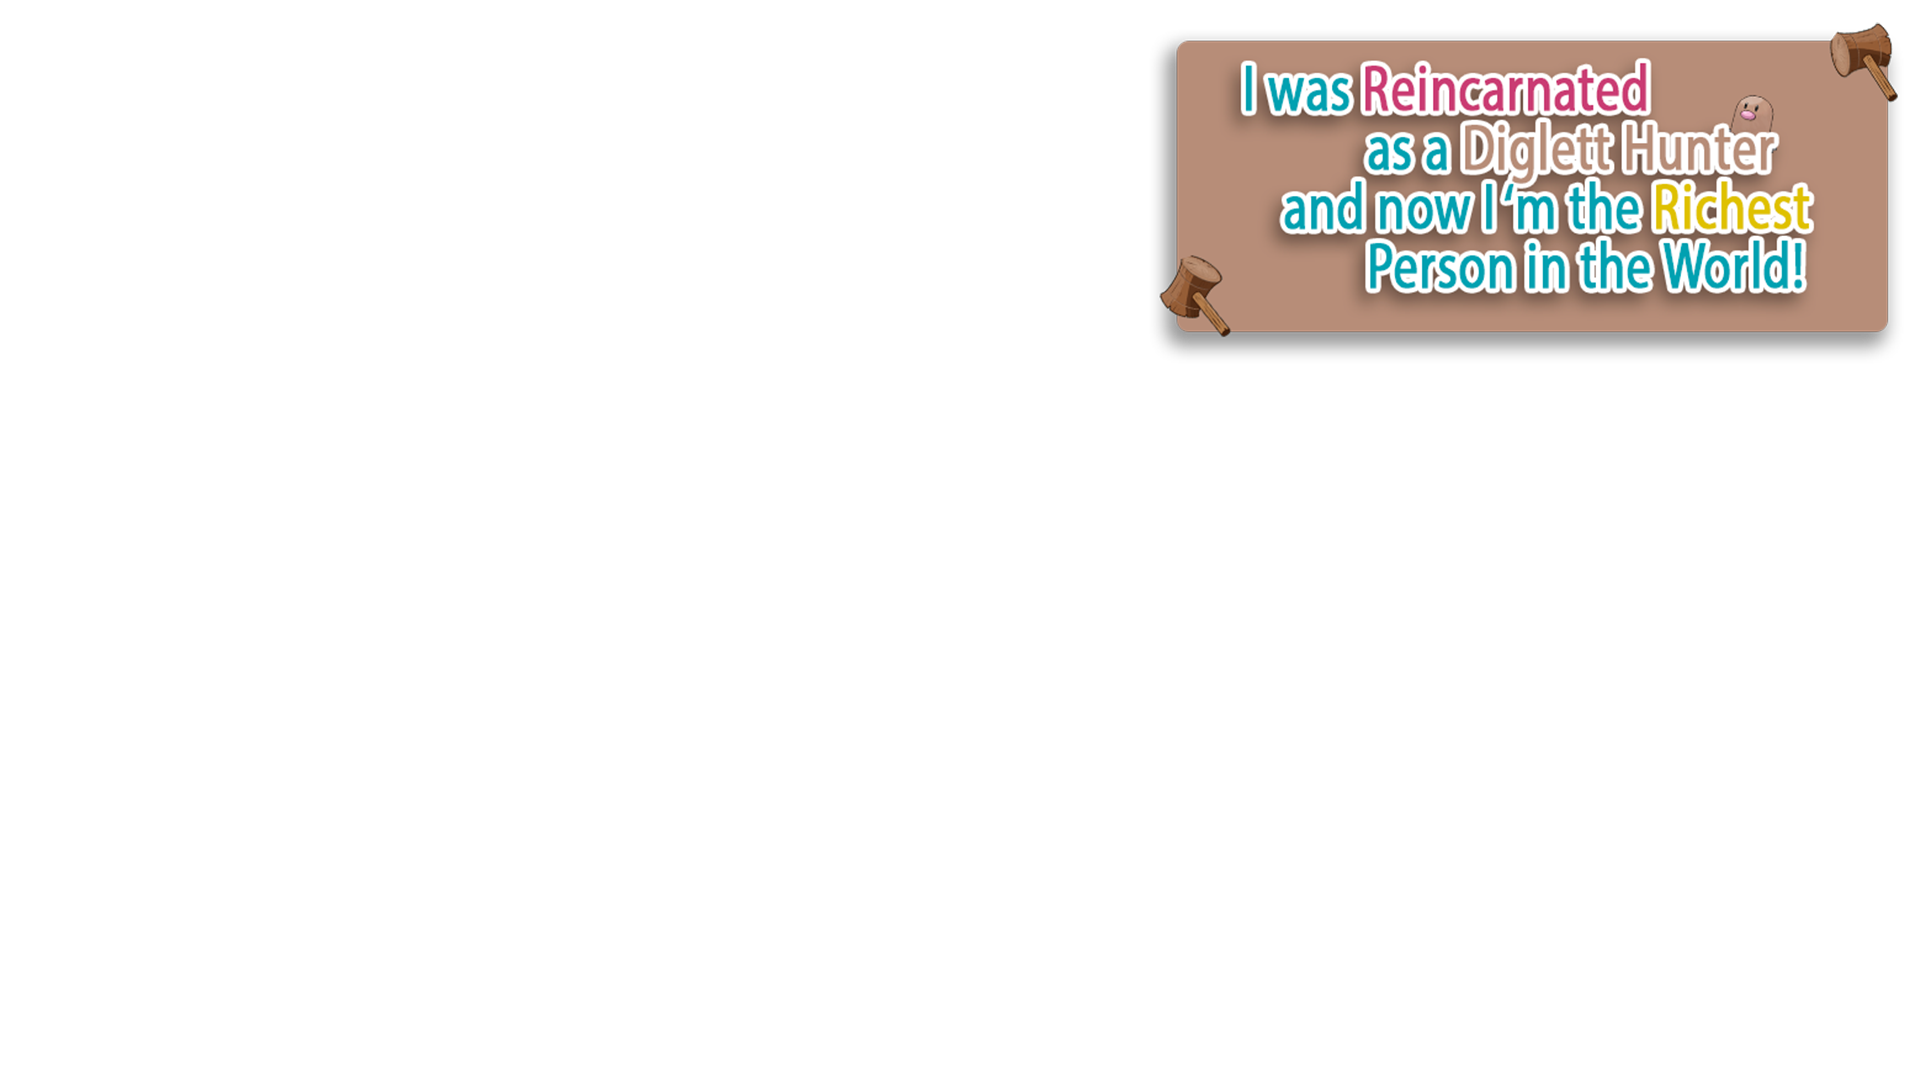 I was Reincarnated
as a Diglett Hunter
and now I ‘m the Richest
Person in the World!